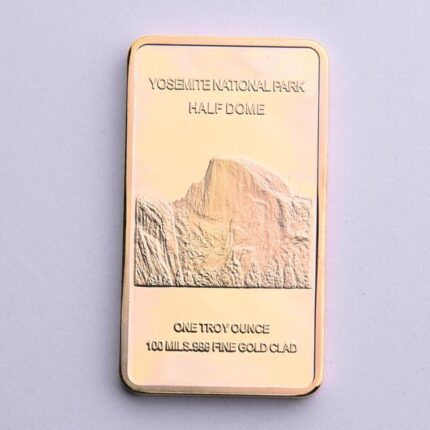 YOSEMITE NATIONAL PARK
HALF DOME
ONE TROY OUNCE
100 MILS .999 FINE GOLD CLAD